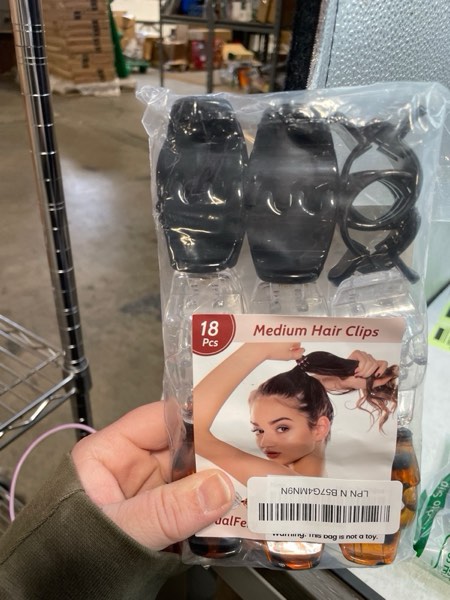 18
Pcs
Medium Hair Clips
LPN N B57G4MN9N
Warning: This bag is not a toy.